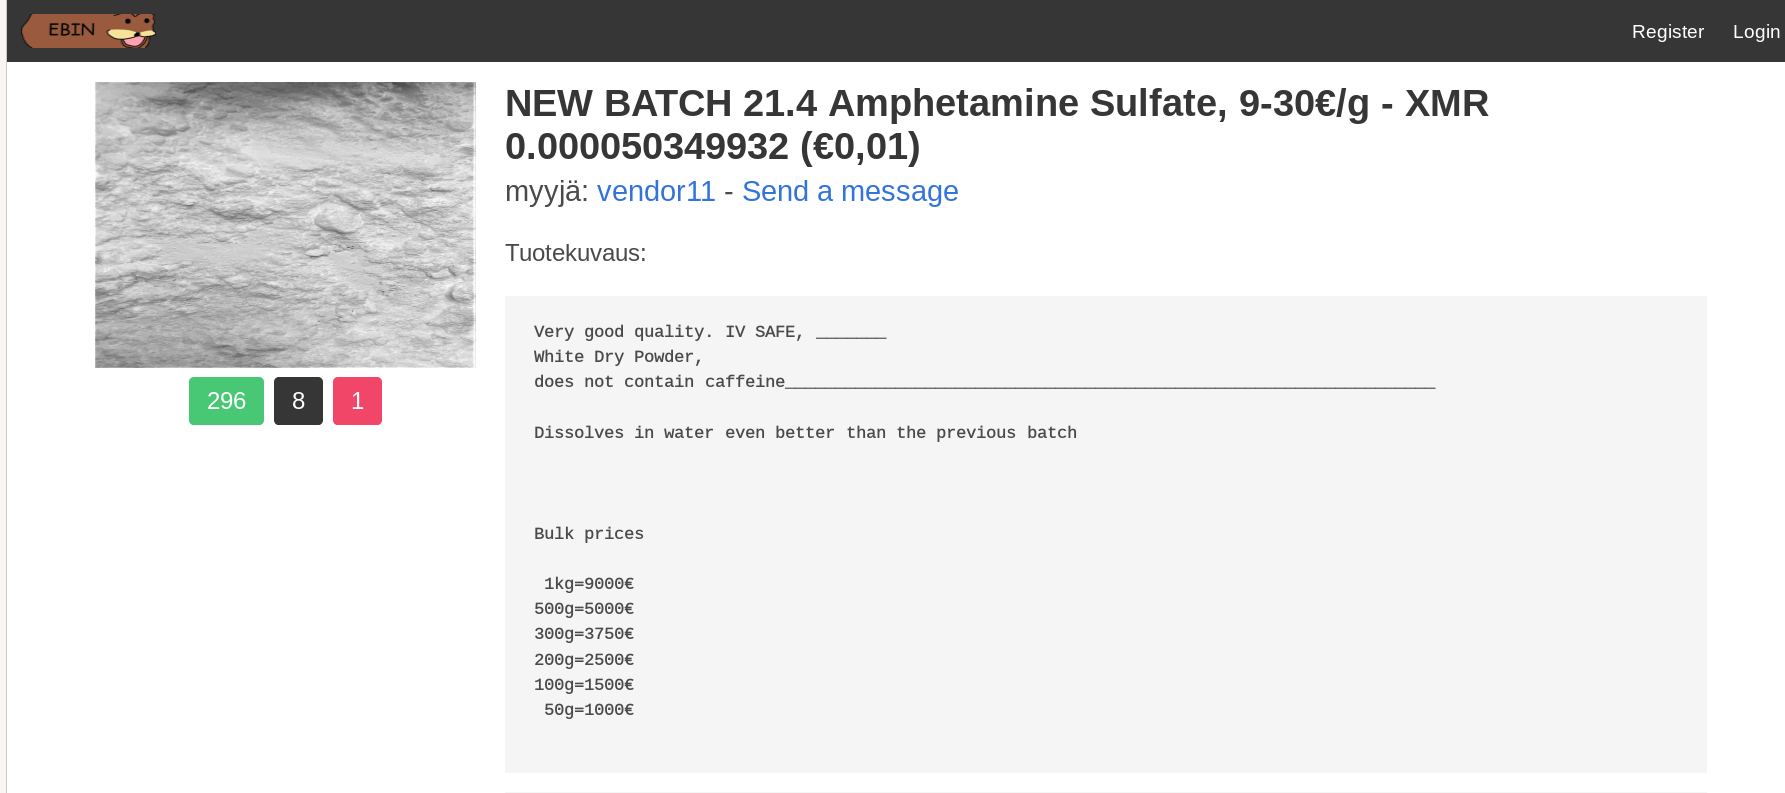 EBIN
Register Login
NEW BATCH 21.4 Amphetamine Sulfate, 9-30€/g - XMR
0.000050349932 (€0,01)
myyjä: vendor11 - Send a message
Tuotekuvaus:
296 8 1
Very good quality. IV SAFE, _______
White Dry Powder,
does not contain caffeine_________________________________________________________________
Dissolves in water even better than the previous batch
Bulk prices
1kg=9000€
500g=5000€
300g=3750€
200g=2500€
100g=1500€
50g=1000€